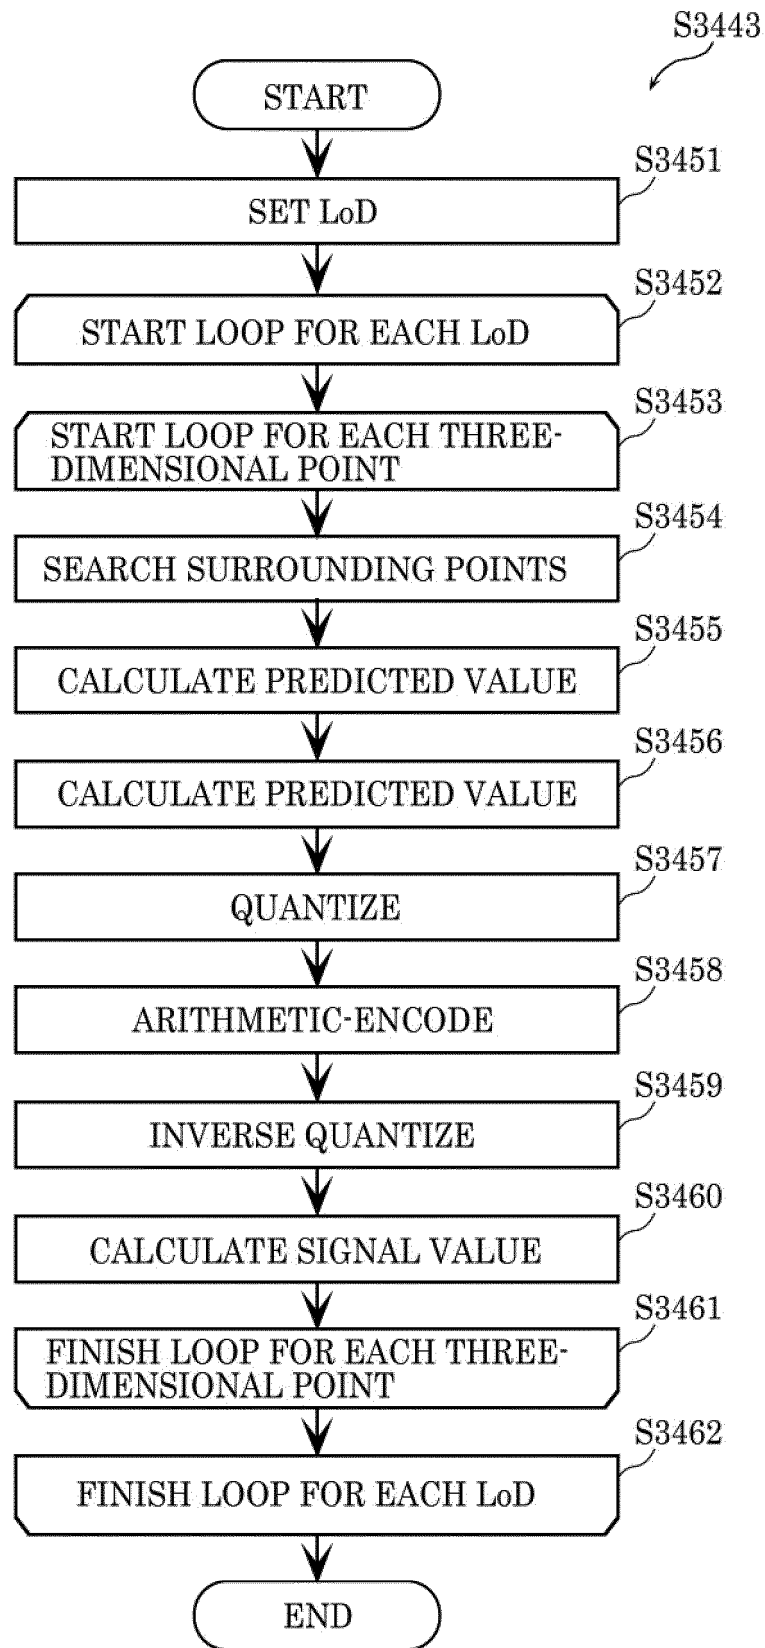 S3443
START
S3451
SET LoD
S3452
START LOOP FOR EACH LoD
S3453
START LOOP FOR EACH THREE-
DIMENSIONAL POINT
S3454
SEARCH SURROUNDING POINTS
S3455
CALCULATE PREDICTED VALUE
S3456
CALCULATE PREDICTED VALUE
S3457
QUANTIZE
S3458
ARITHMETIC-ENCODE
S3459
INVERSE QUANTIZE
S3460
CALCULATE SIGNAL VALUE
S3461
FINISH LOOP FOR EACH THREE-
DIMENSIONAL POINT
S3462
FINISH LOOP FOR EACH LoD
END